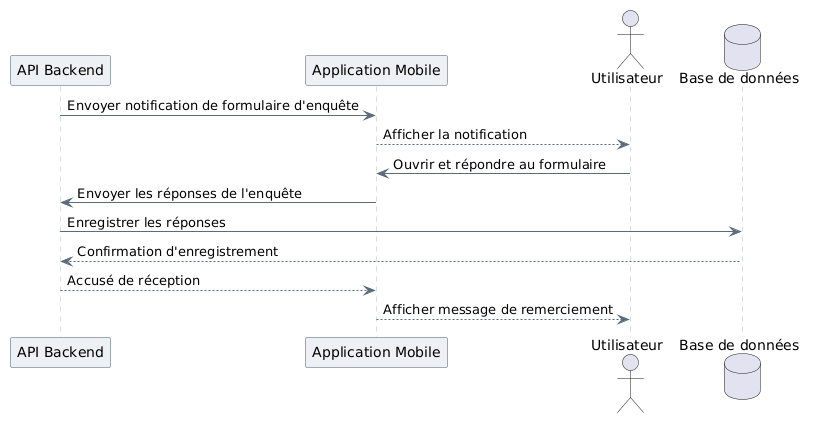 API Backend
Application Mobile
Utilisateur
Base de données
Envoyer notification de formulaire d'enquête
Afficher la notification
Ouvrir et répondre au formulaire
Envoyer les réponses de l'enquête
Enregistrer les réponses
Confirmation d'enregistrement
Accusé de réception
Afficher message de remerciement
API Backend
Application Mobile
Utilisateur
Base de données